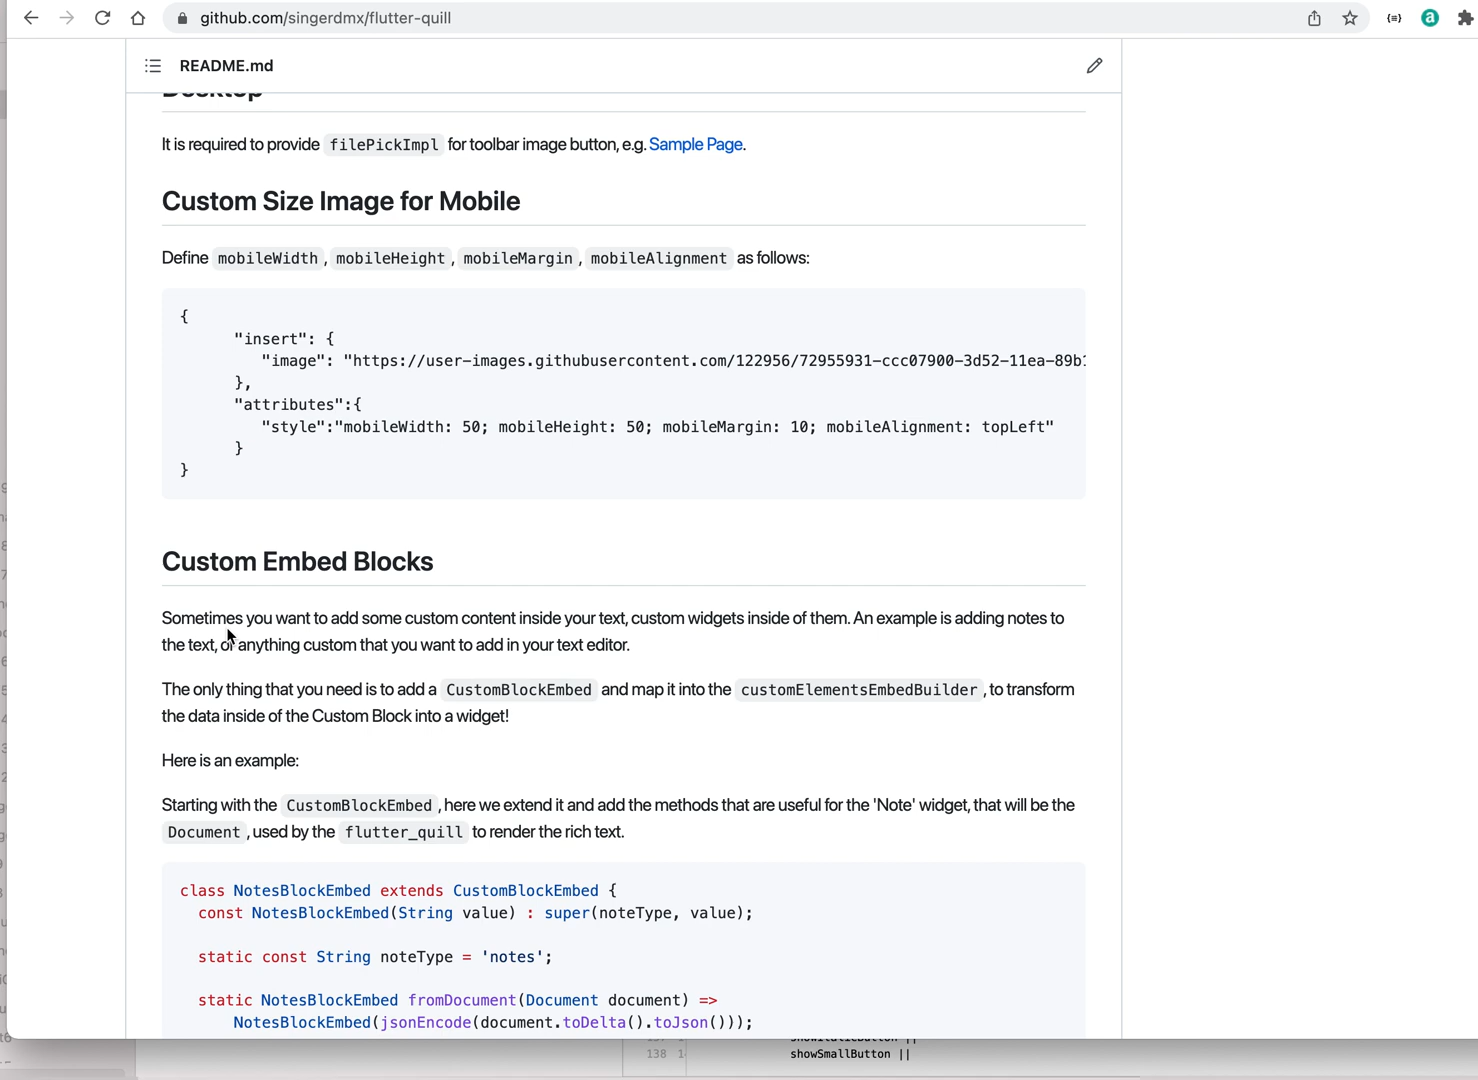 github.com/singerdmx/flutter-quill
README.md
Desktop
It is required to provide filePickImpl for toolbar image button, e.g. Sample Page.
Custom Size Image for Mobile
Define mobileWidth, mobileHeight, mobileMargin, mobileAlignment as follows:
{
"insert": {
"image": "https://user-images.githubusercontent.com/122956/72955931-ccc07900-3d52-11ea-89b1
},
"attributes":{
"style":"mobileWidth: 50; mobileHeight: 50; mobileMargin: 10; mobileAlignment: topLeft"
}
}
Custom Embed Blocks
Sometimes you want to add some custom content inside your text, custom widgets inside of them. An example is adding notes to
the text, or anything custom that you want to add in your text editor.
The only thing that you need is to add a CustomBlockEmbed and map it into the customElementsEmbedBuilder, to transform
the data inside of the Custom Block into a widget!
Here is an example:
Starting with the CustomBlockEmbed, here we extend it and add the methods that are useful for the 'Note' widget, that will be the
Document, used by the flutter_quill to render the rich text.
class NotesBlockEmbed extends CustomBlockEmbed {
const NotesBlockEmbed(String value) : super(noteType, value);
static const String noteType = 'notes';
static NotesBlockEmbed fromDocument(Document document) =>
NotesBlockEmbed(jsonEncode(document.toDelta().toJson()));
138 showSmallButton ||